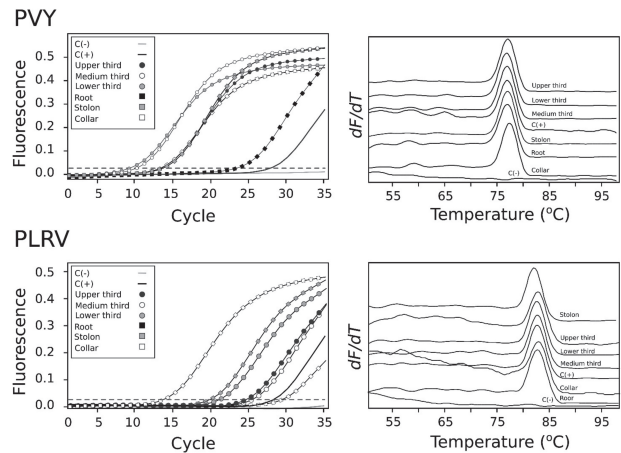 PVY
Fluorescence
0.5
0.4
0.3
0.2
0.1
0.0
C(-)
C(+)
Upper third
Medium third
Lower third
Root
Stolon
Collar
0 5 10 15 20 25 30 35
Cycle
dF/dT
Upper third
Lower third
Medium third
C(+)
Stolon
Root
C(-) Collar
55 65 75 85 95
Temperature (ºC)
PLRV
Fluorescence
0.5
0.4
0.3
0.2
0.1
0.0
C(-)
C(+)
Upper third
Medium third
Lower third
Root
Stolon
Collar
0 5 10 15 20 25 30 35
Cycle
dF/dT
Stolon
Upper third
Lower third
Medium third
C(+)
Collar
C(-) Root
55 65 75 85 95
Temperature (ºC)